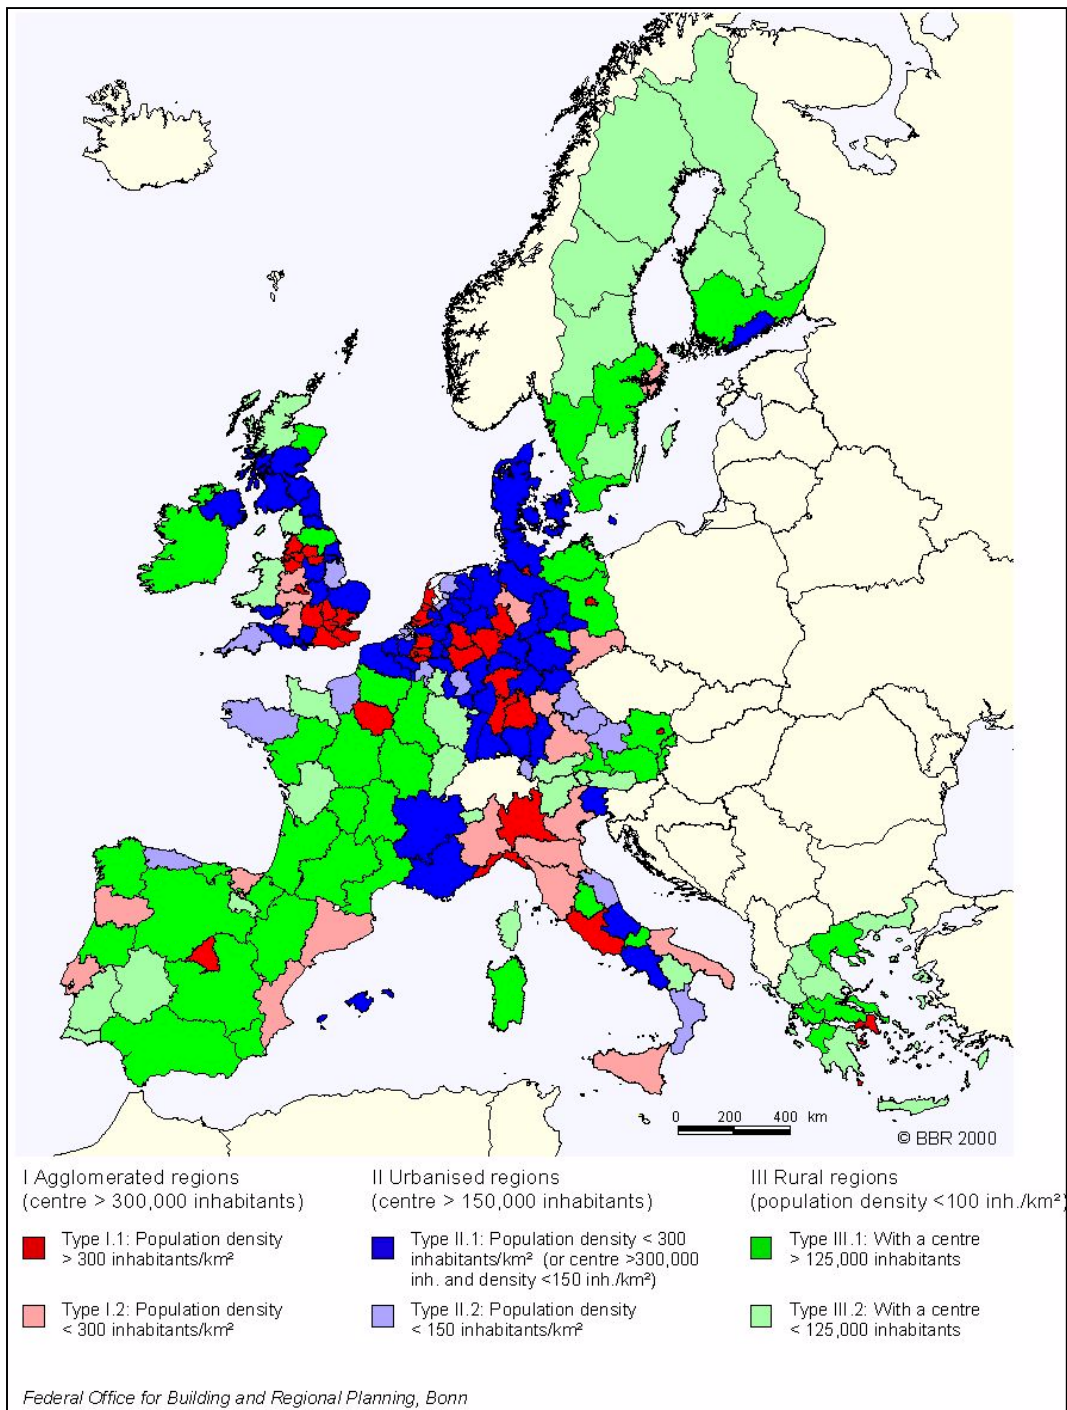 0 200 400 km
© BBR 2000
I Agglomerated regions
(centre > 300,000 inhabitants)
Type I.1: Population density
> 300 inhabitants/km²
Type I.2: Population density
< 300 inhabitants/km²
II Urbanised regions
(centre > 150,000 inhabitants)
Type II.1: Population density < 300
inhabitants/km² (or centre >300,000
inh. and density <150 inh./km²)
Type II.2: Population density
< 150 inhabitants/km²
III Rural regions
(population density <100 inh./km²)
Type III.1: With a centre
> 125,000 inhabitants
Type III.2: With a centre
< 125,000 inhabitants
Federal Office for Building and Regional Planning, Bonn